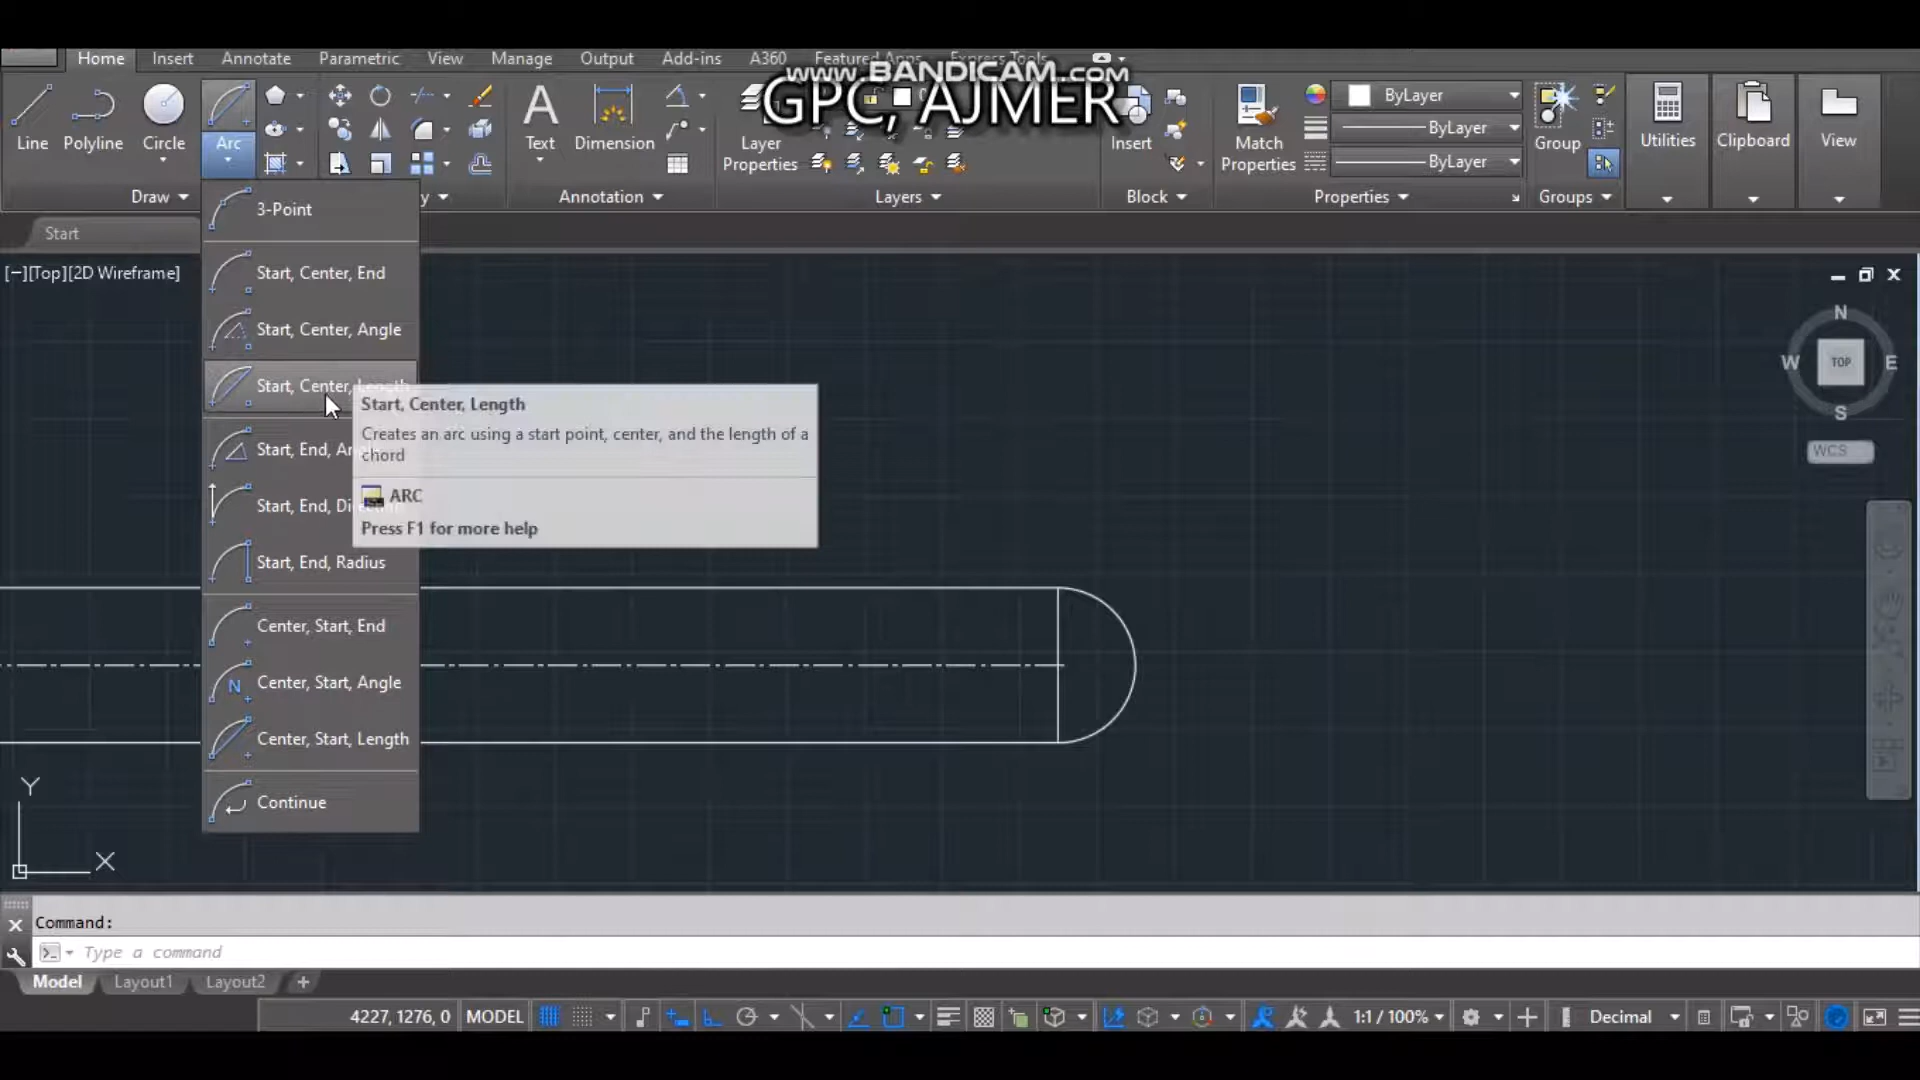 Home Insert Annotate Parametric View Manage Output Add-ins A360 Featured Apps Express Tools
www.BANDICAM.com
GPC, AJMER
Line Polyline Circle Arc
Text Dimension
Layer Properties
Insert
Match Properties
ByLayer
ByLayer
ByLayer
Group
Utilities Clipboard View
Draw
Annotation Layers Block Properties Groups
Start
[−][Top][2D Wireframe]
3-Point
Start, Center, End
Start, Center, Angle
Start, Center, Length
Start, Center, Length
Creates an arc using a start point, center, and the length of a
chord
ARC
Press F1 for more help
Start, End,
Start, End,
Start, End, Radius
Center, Start, End
Center, Start, Angle
Center, Start, Length
Continue
N
W TOP E
S
WCS
Y
X
Command:
Type a command
Model Layout1 Layout2 +
4227, 1276, 0 MODEL 1:1 / 100% Decimal